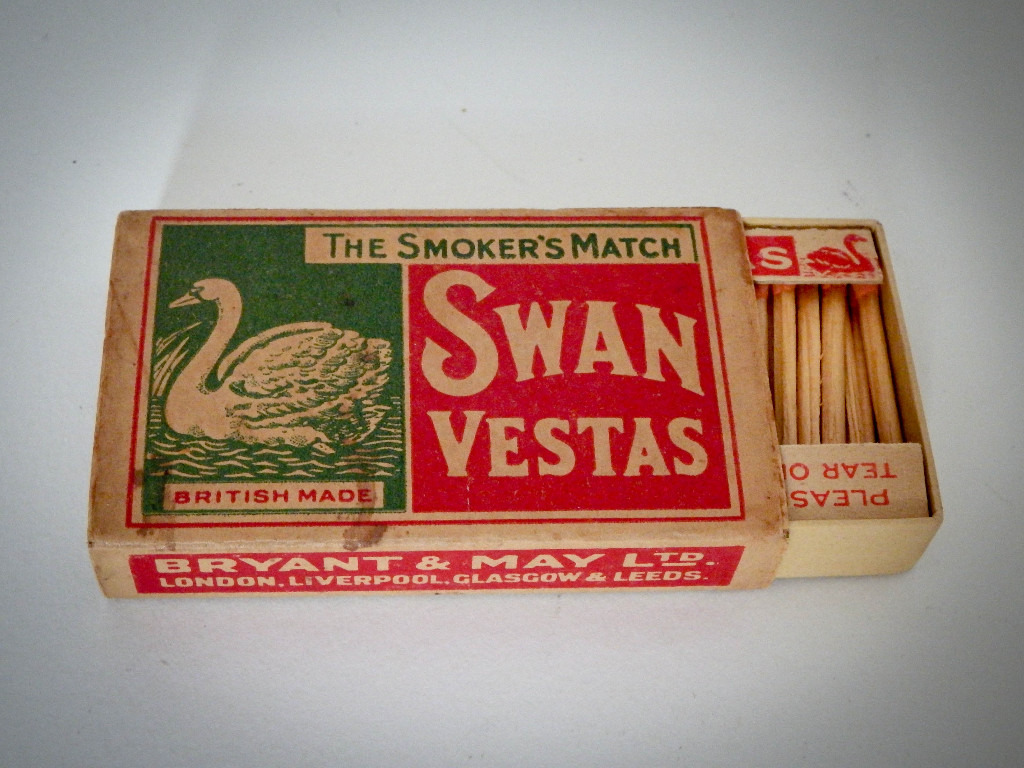 THE SMOKER'S MATCH
SWAN
VESTAS
BRITISH MADE
BRYANT & MAY LTD.
LONDON, LIVERPOOL, GLASGOW & LEEDS.
S
PLEAS
TEAR O